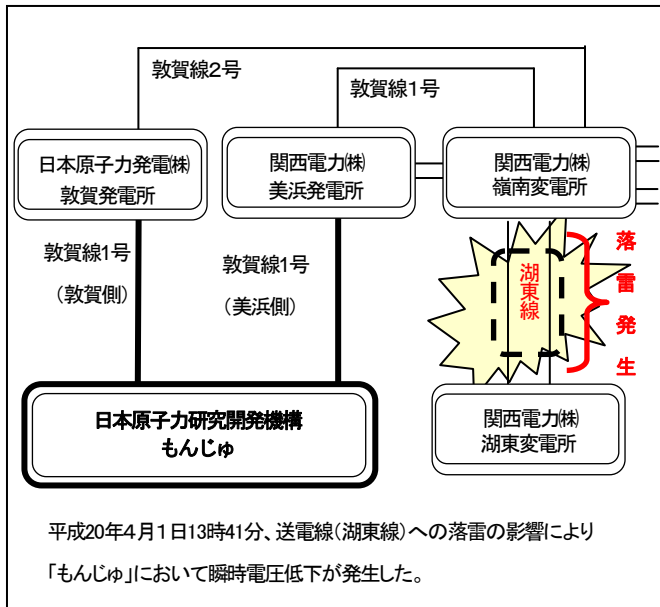 敦賀線2号
敦賀線1号
日本原子力発電㈱
敦賀発電所
関西電力㈱
美浜発電所
関西電力㈱
嶺南変電所
敦賀線1号
（敦賀側）
敦賀線1号
（美浜側）
湖東線
落雷発生
日本原子力研究開発機構
もんじゅ
関西電力㈱
湖東変電所
平成20年4月1日13時41分、送電線（湖東線）への落雷の影響により
「もんじゅ」において瞬時電圧低下が発生した。